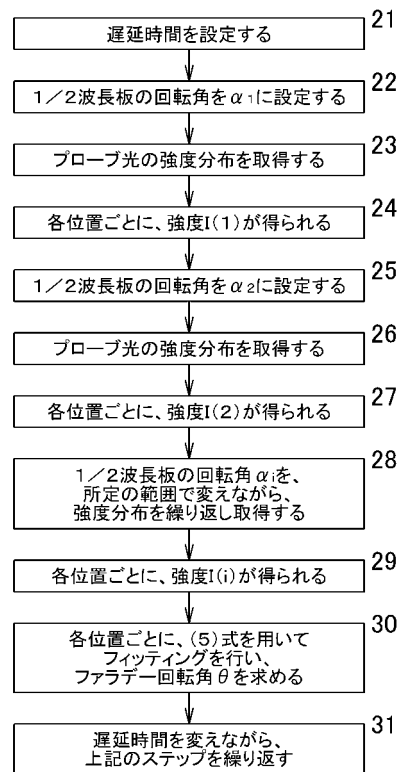 21
遅延時間を設定する
22
1/2波長板の回転角をα1に設定する
23
プローブ光の強度分布を取得する
24
各位置ごとに、強度I(1)が得られる
25
1/2波長板の回転角をα2に設定する
26
プローブ光の強度分布を取得する
27
各位置ごとに、強度I(2)が得られる
28
1/2波長板の回転角αiを、
所定の範囲で変えながら、
強度分布を繰り返し取得する
29
各位置ごとに、強度I(i)が得られる
30
各位置ごとに、(5)式を用いて
フィッティングを行い、
ファラデー回転角θを求める
31
遅延時間を変えながら、
上記のステップを繰り返す